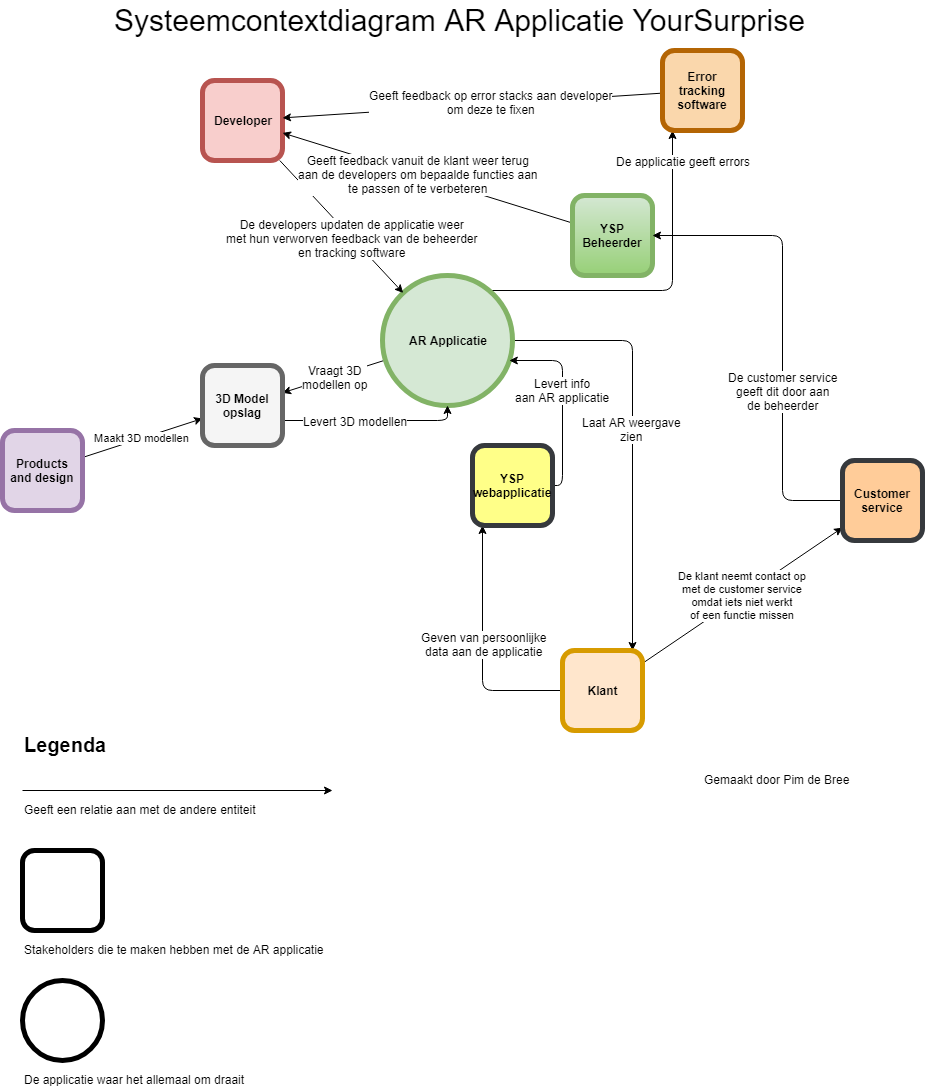 Systeemcontextdiagram AR Applicatie YourSurprise
Error
tracking
software
Geeft feedback op error stacks aan developer
om deze te fixen
Developer
De applicatie geeft errors
Geeft feedback vanuit de klant weer terug
aan de developers om bepaalde functies aan
te passen of te verbeteren
De developers updaten de applicatie weer
met hun verworven feedback van de beheerder
en tracking software
YSP
Beheerder
AR Applicatie
Vraagt 3D
modellen op
3D Model
opslag
Levert 3D modellen
Maakt 3D modellen
Products
and design
Levert info
aan AR applicatie
Laat AR weergave
zien
De customer service
geeft dit door aan
de beheerder
YSP
webapplicatie
Customer
service
De klant neemt contact op
met de customer service
omdat iets niet werkt
of een functie missen
Geven van persoonlijke
data aan de applicatie
Klant
Legenda
Geeft een relatie aan met de andere entiteit
Gemaakt door Pim de Bree
Stakeholders die te maken hebben met de AR applicatie
De applicatie waar het allemaal om draait